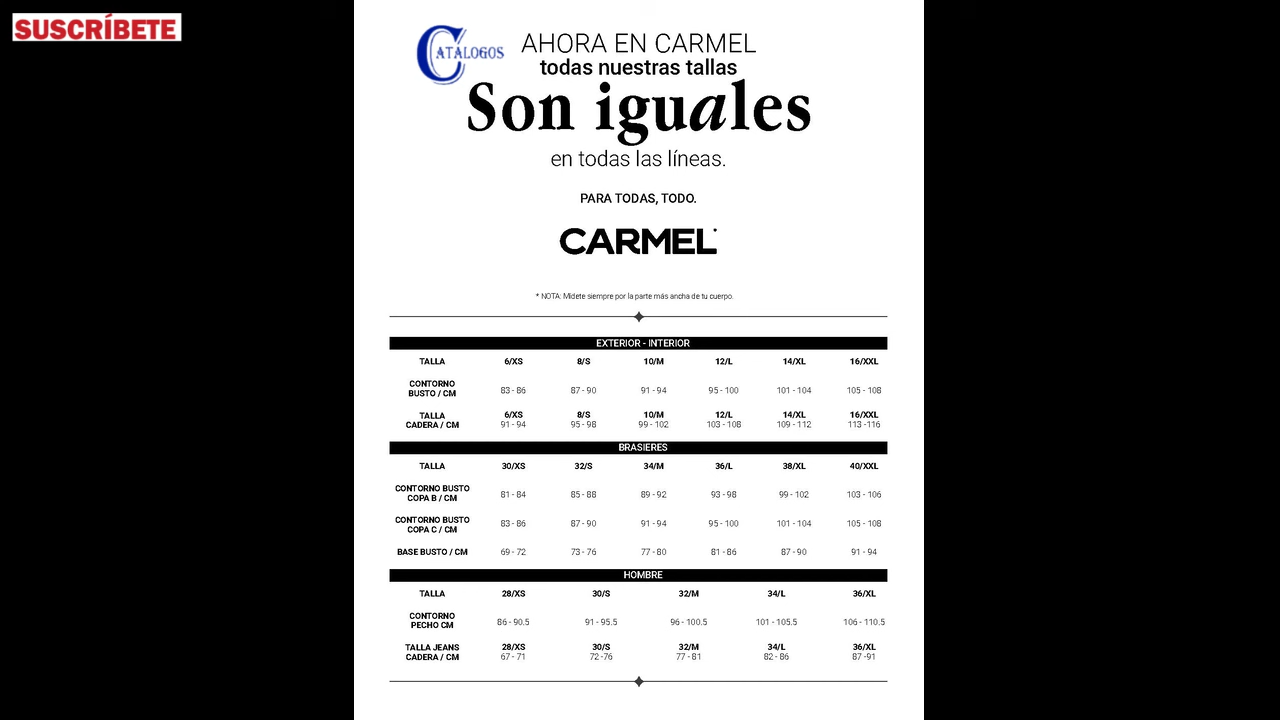 SUSCRÍBETE
CATÁLOGOS
AHORA EN CARMEL
todas nuestras tallas
Son iguales
en todas las líneas.
PARA TODAS, TODO.
CARMEL
* NOTA: Mídete siempre por la parte más ancha de tu cuerpo.
EXTERIOR - INTERIOR
TALLA 6/XS 8/S 10/M 12/L 14/XL 16/XXL
CONTORNO
BUSTO / CM 83 - 86 87 - 90 91 - 94 95 - 100 101 - 104 105 - 108
TALLA 6/XS 8/S 10/M 12/L 14/XL 16/XXL
CADERA / CM 91 - 94 95 - 98 99 - 102 103 - 108 109 - 112 113 -116
BRASIERES
TALLA 30/XS 32/S 34/M 36/L 38/XL 40/XXL
CONTORNO BUSTO
COPA B / CM 81 - 84 85 - 88 89 - 92 93 - 98 99 - 102 103 - 106
CONTORNO BUSTO
COPA C / CM 83 - 86 87 - 90 91 - 94 95 - 100 101 - 104 105 - 108
BASE BUSTO / CM 69 - 72 73 - 76 77 - 80 81 - 86 87 - 90 91 - 94
HOMBRE
TALLA 28/XS 30/S 32/M 34/L 36/XL
CONTORNO
PECHO CM 86 - 90.5 91 - 95.5 96 - 100.5 101 - 105.5 106 - 110.5
TALLA JEANS 28/XS 30/S 32/M 34/L 36/XL
CADERA / CM 67 - 71 72 -76 77 - 81 82 - 86 87 -91